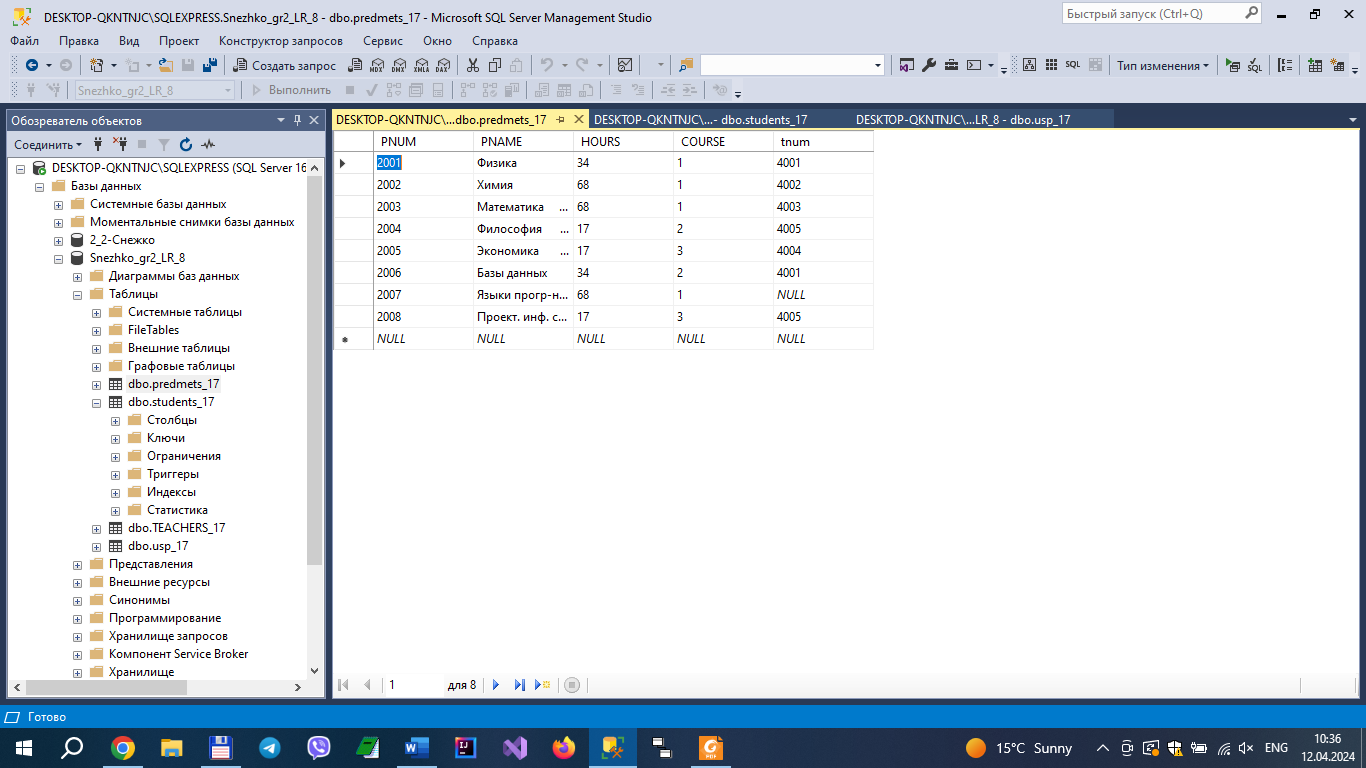 DESKTOP-QKNTNJC\SQLEXPRESS.Snezhko_gr2_LR_8 - dbo.predmets_17 - Microsoft SQL Server Management Studio
Быстрый запуск (Ctrl+Q)
Файл Правка Вид Проект Конструктор запросов Сервис Окно Справка
Создать запрос MDX DMX XMLA DAX SQL Тип изменения SQL
Snezhko_gr2_LR_8 Выполнить
Обозреватель объектов
Соединить
DESKTOP-QKNTNJC\SQLEXPRESS (SQL Server 16
Базы данных
Системные базы данных
Моментальные снимки базы данных
2_2-Снежко
Snezhko_gr2_LR_8
Диаграммы баз данных
Таблицы
Системные таблицы
FileTables
Внешние таблицы
Графовые таблицы
dbo.predmets_17
dbo.students_17
Столбцы
Ключи
Ограничения
Триггеры
Индексы
Статистика
dbo.TEACHERS_17
dbo.usp_17
Представления
Внешние ресурсы
Синонимы
Программирование
Хранилище запросов
Компонент Service Broker
Хранилище
DESKTOP-QKNTNJC\...dbo.predmets_17 DESKTOP-QKNTNJC\...- dbo.students_17 DESKTOP-QKNTNJC\...LR_8 - dbo.usp_17
PNUM PNAME HOURS COURSE tnum
2001 Физика 34 1 4001
2002 Химия 68 1 4002
2003 Математика ... 68 1 4003
2004 Философия ... 17 2 4005
2005 Экономика ... 17 3 4004
2006 Базы данных 34 2 4001
2007 Языки прогр-н... 68 1 NULL
2008 Проект. инф. с... 17 3 4005
NULL NULL NULL NULL NULL
1 для 8
Готово
15°C Sunny ENG 10:36
12.04.2024